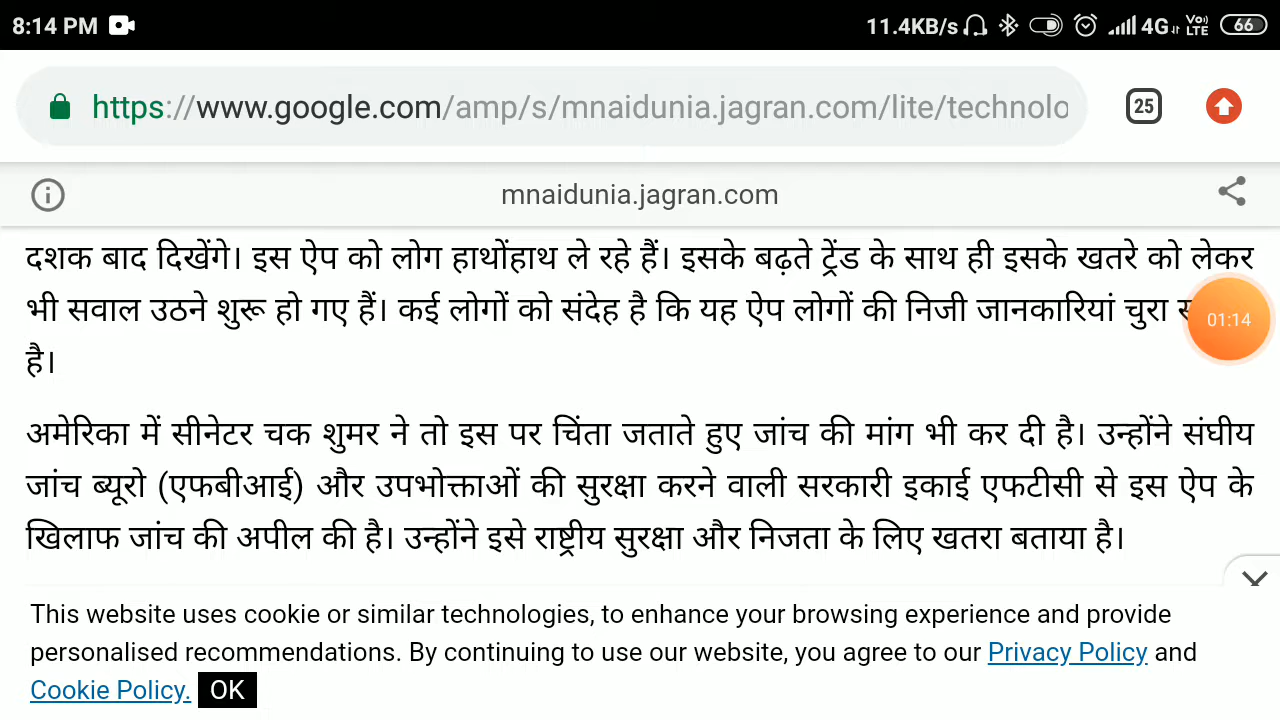 8:14 PM 11.4KB/s 4G Vo) LTE 66
https://www.google.com/amp/s/mnaidunia.jagran.com/lite/technolo 25
mnaidunia.jagran.com
दशक बाद दिखेंगे। इस ऐप को लोग हाथोंहाथ ले रहे हैं। इसके बढ़ते ट्रेंड के साथ ही इसके खतरे को लेकर
भी सवाल उठने शुरू हो गए हैं। कई लोगों को संदेह है कि यह ऐप लोगों की निजी जानकारियां चुरा
01:14
है।
अमेरिका में सीनेटर चक शुमर ने तो इस पर चिंता जताते हुए जांच की मांग भी कर दी है। उन्होंने संघीय
जांच ब्यूरो (एफबीआई) और उपभोक्ताओं की सुरक्षा करने वाली सरकारी इकाई एफटीसी से इस ऐप के
खिलाफ जांच की अपील की है। उन्होंने इसे राष्ट्रीय सुरक्षा और निजता के लिए खतरा बताया है।
This website uses cookie or similar technologies, to enhance your browsing experience and provide
personalised recommendations. By continuing to use our website, you agree to our Privacy Policy and
Cookie Policy. OK